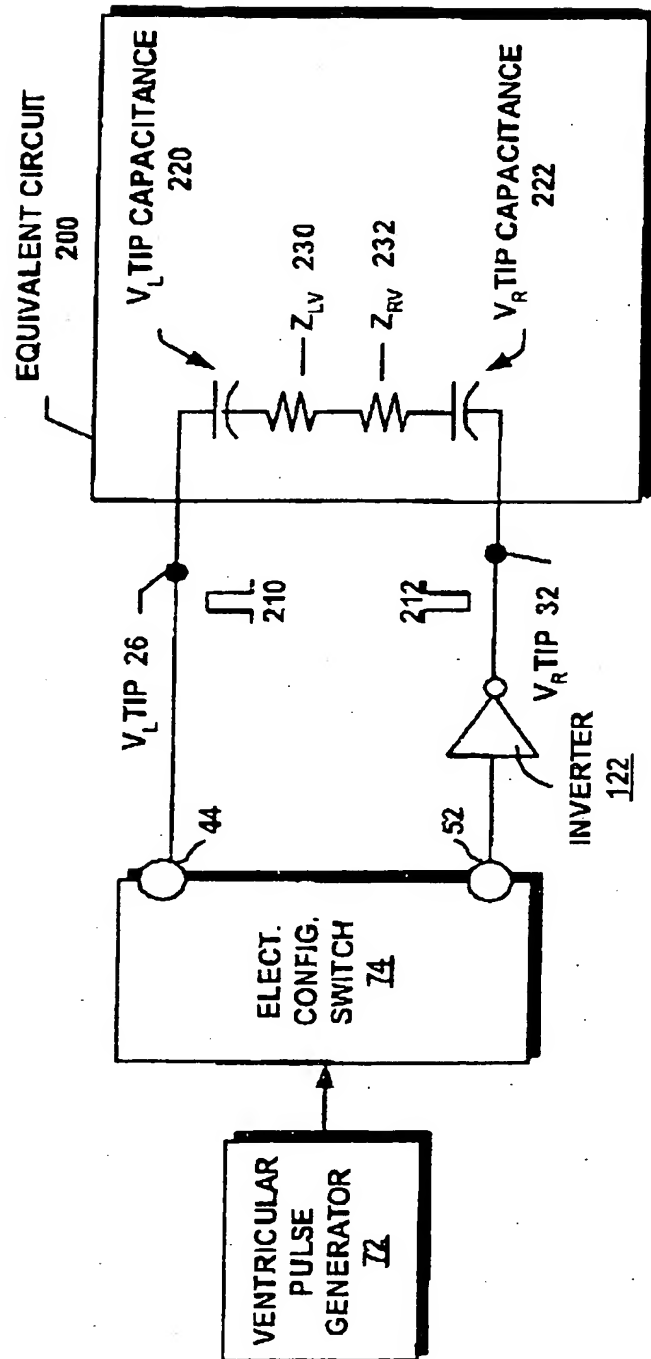 VENTRICULAR
PULSE
GENERATOR
72
ELECT.
CONFIG.
SWITCH
74
44
52
V_L TIP 26
210
212
INVERTER
122
V_R TIP 32
EQUIVALENT CIRCUIT
200
V_L TIP CAPACITANCE
220
Z_LV 230
Z_RV 232
V_R TIP CAPACITANCE
222